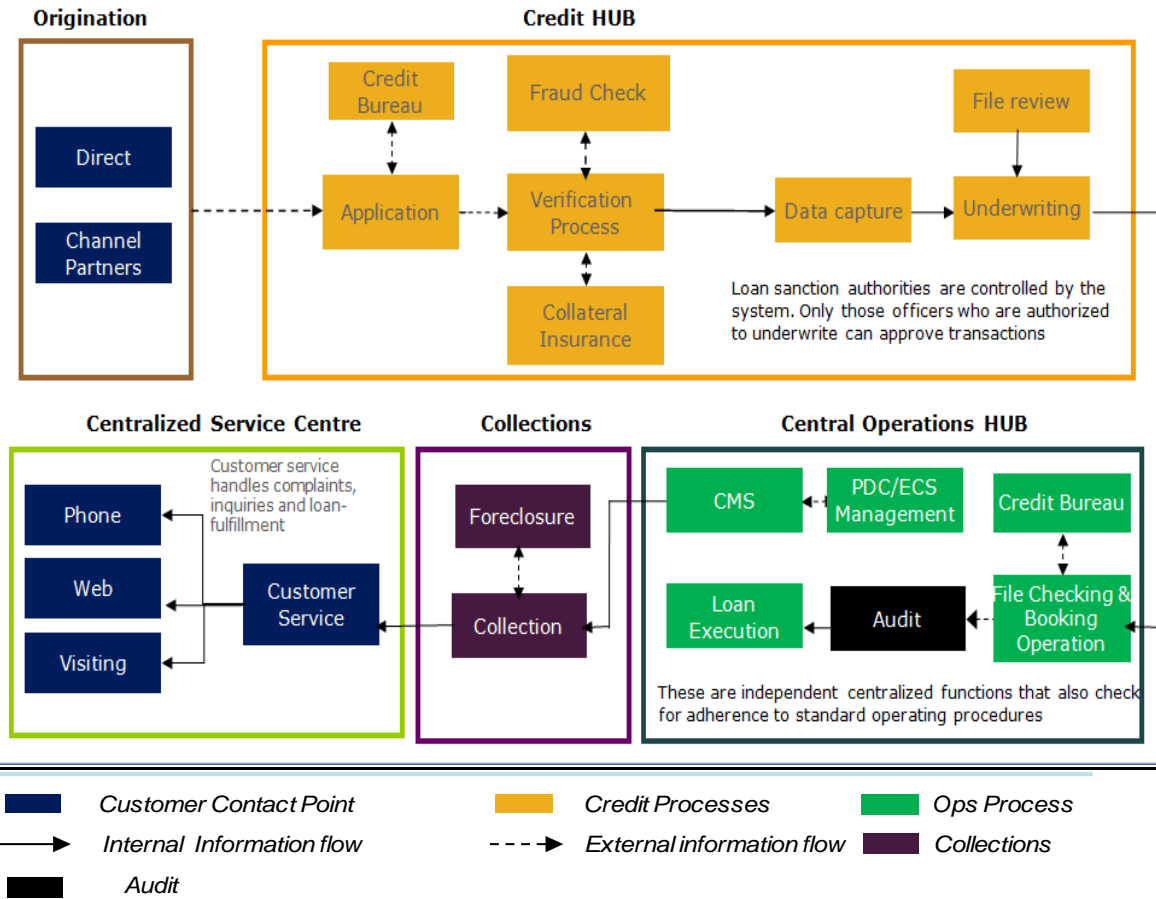 Origination
Credit HUB
Direct
Channel
Partners
Credit
Bureau
Fraud Check
File review
Application
Verification
Process
Data capture
Underwriting
Collateral
Insurance
Loan sanction authorities are controlled by the
system. Only those officers who are authorized
to underwrite can approve transactions
Centralized Service Centre
Collections
Central Operations HUB
Customer service
handles complaints,
inquiries and loan-
fulfillment
Phone
Web
Visiting
Customer
Service
Foreclosure
Collection
CMS
PDC/ECS
Management
Credit Bureau
Loan
Execution
Audit
File Checking &
Booking
Operation
These are independent centralized functions that also check
for adherence to standard operating procedures
Customer Contact Point
Credit Processes
Ops Process
Internal Information flow
External information flow
Collections
Audit